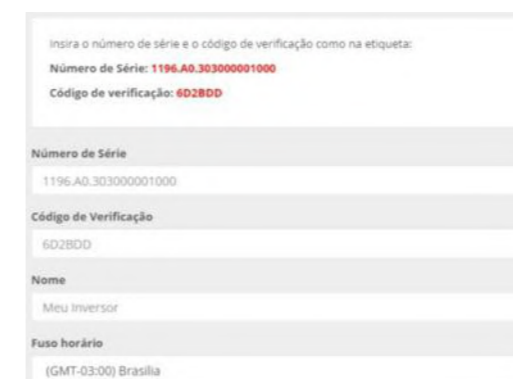 Insira o número de série e o código de verificação como na etiqueta:
Número de Série: 1196.A0.303000001000
Código de verificação: 6D2BDD
Número de Série
1196.A0.303000001000
Código de Verificação
6D2BDD
Nome
Meu Inversor
Fuso horário
(GMT-03:00) Brasilia